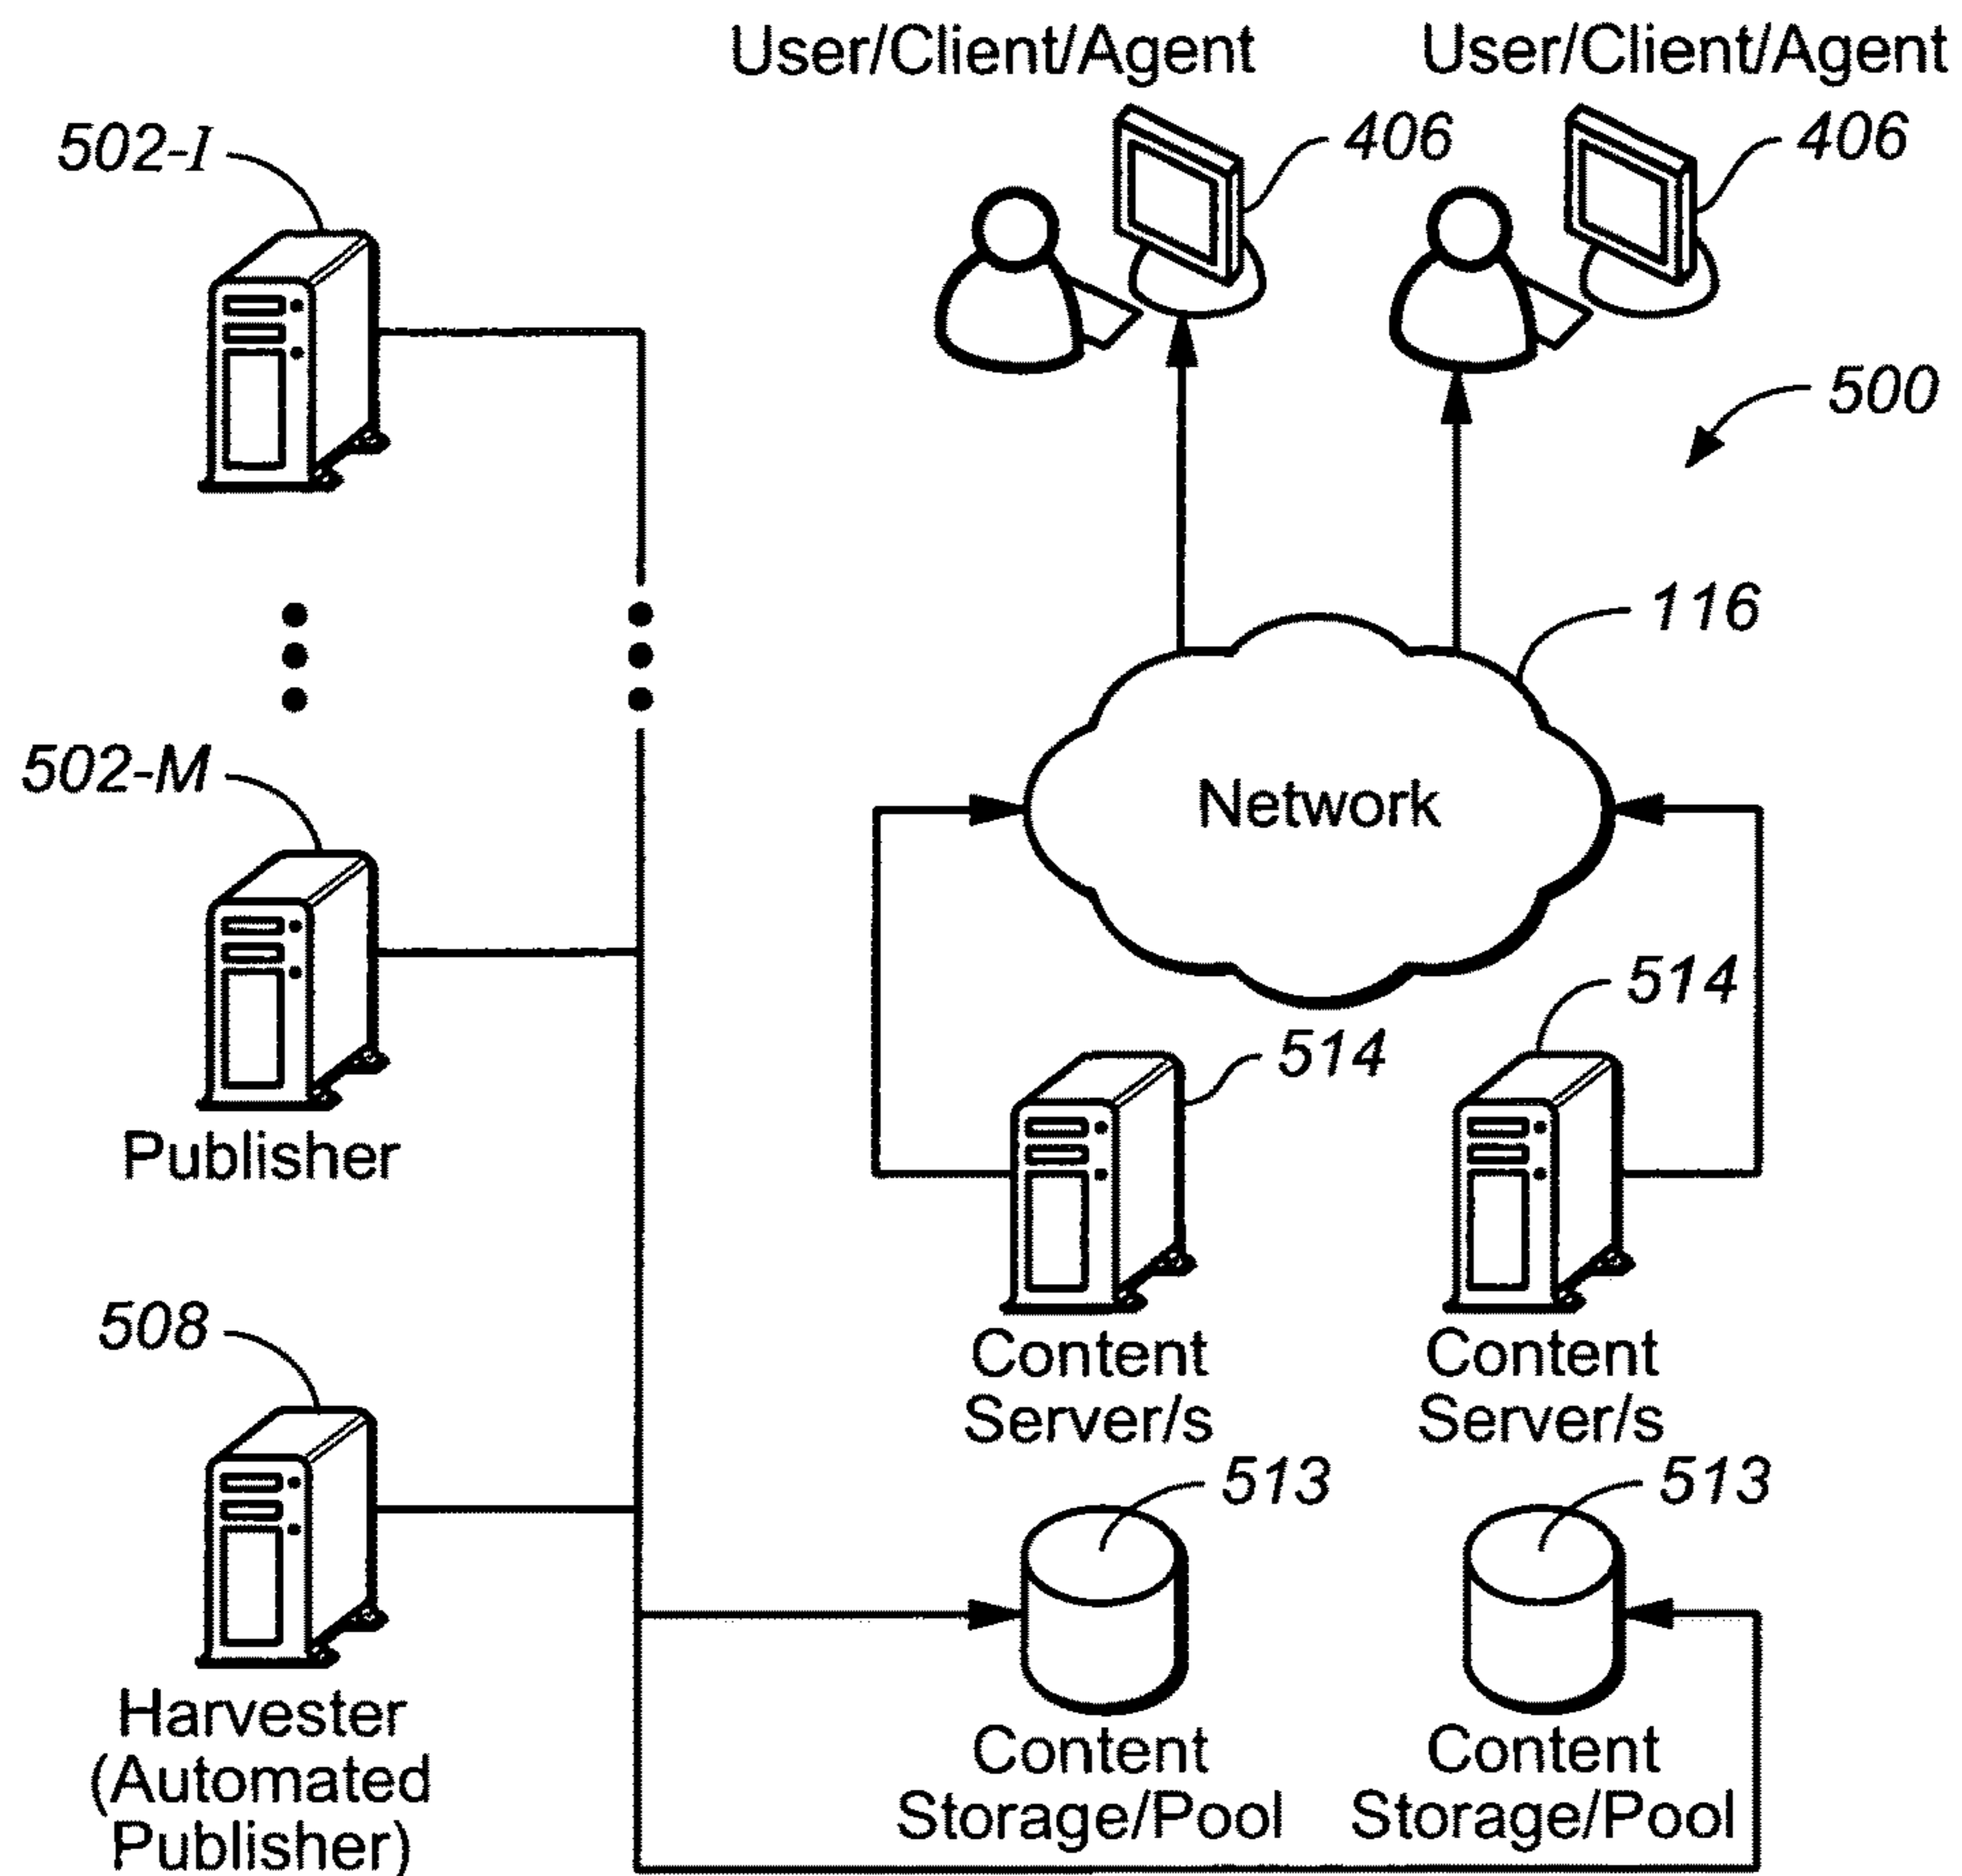 User/Client/Agent
User/Client/Agent
502-I
406
406
500
116
502-M
Network
514
514
Publisher
508
Content
Server/s
Content
Server/s
513
513
Harvester
(Automated
Publisher)
Content
Storage/Pool
Content
Storage/Pool